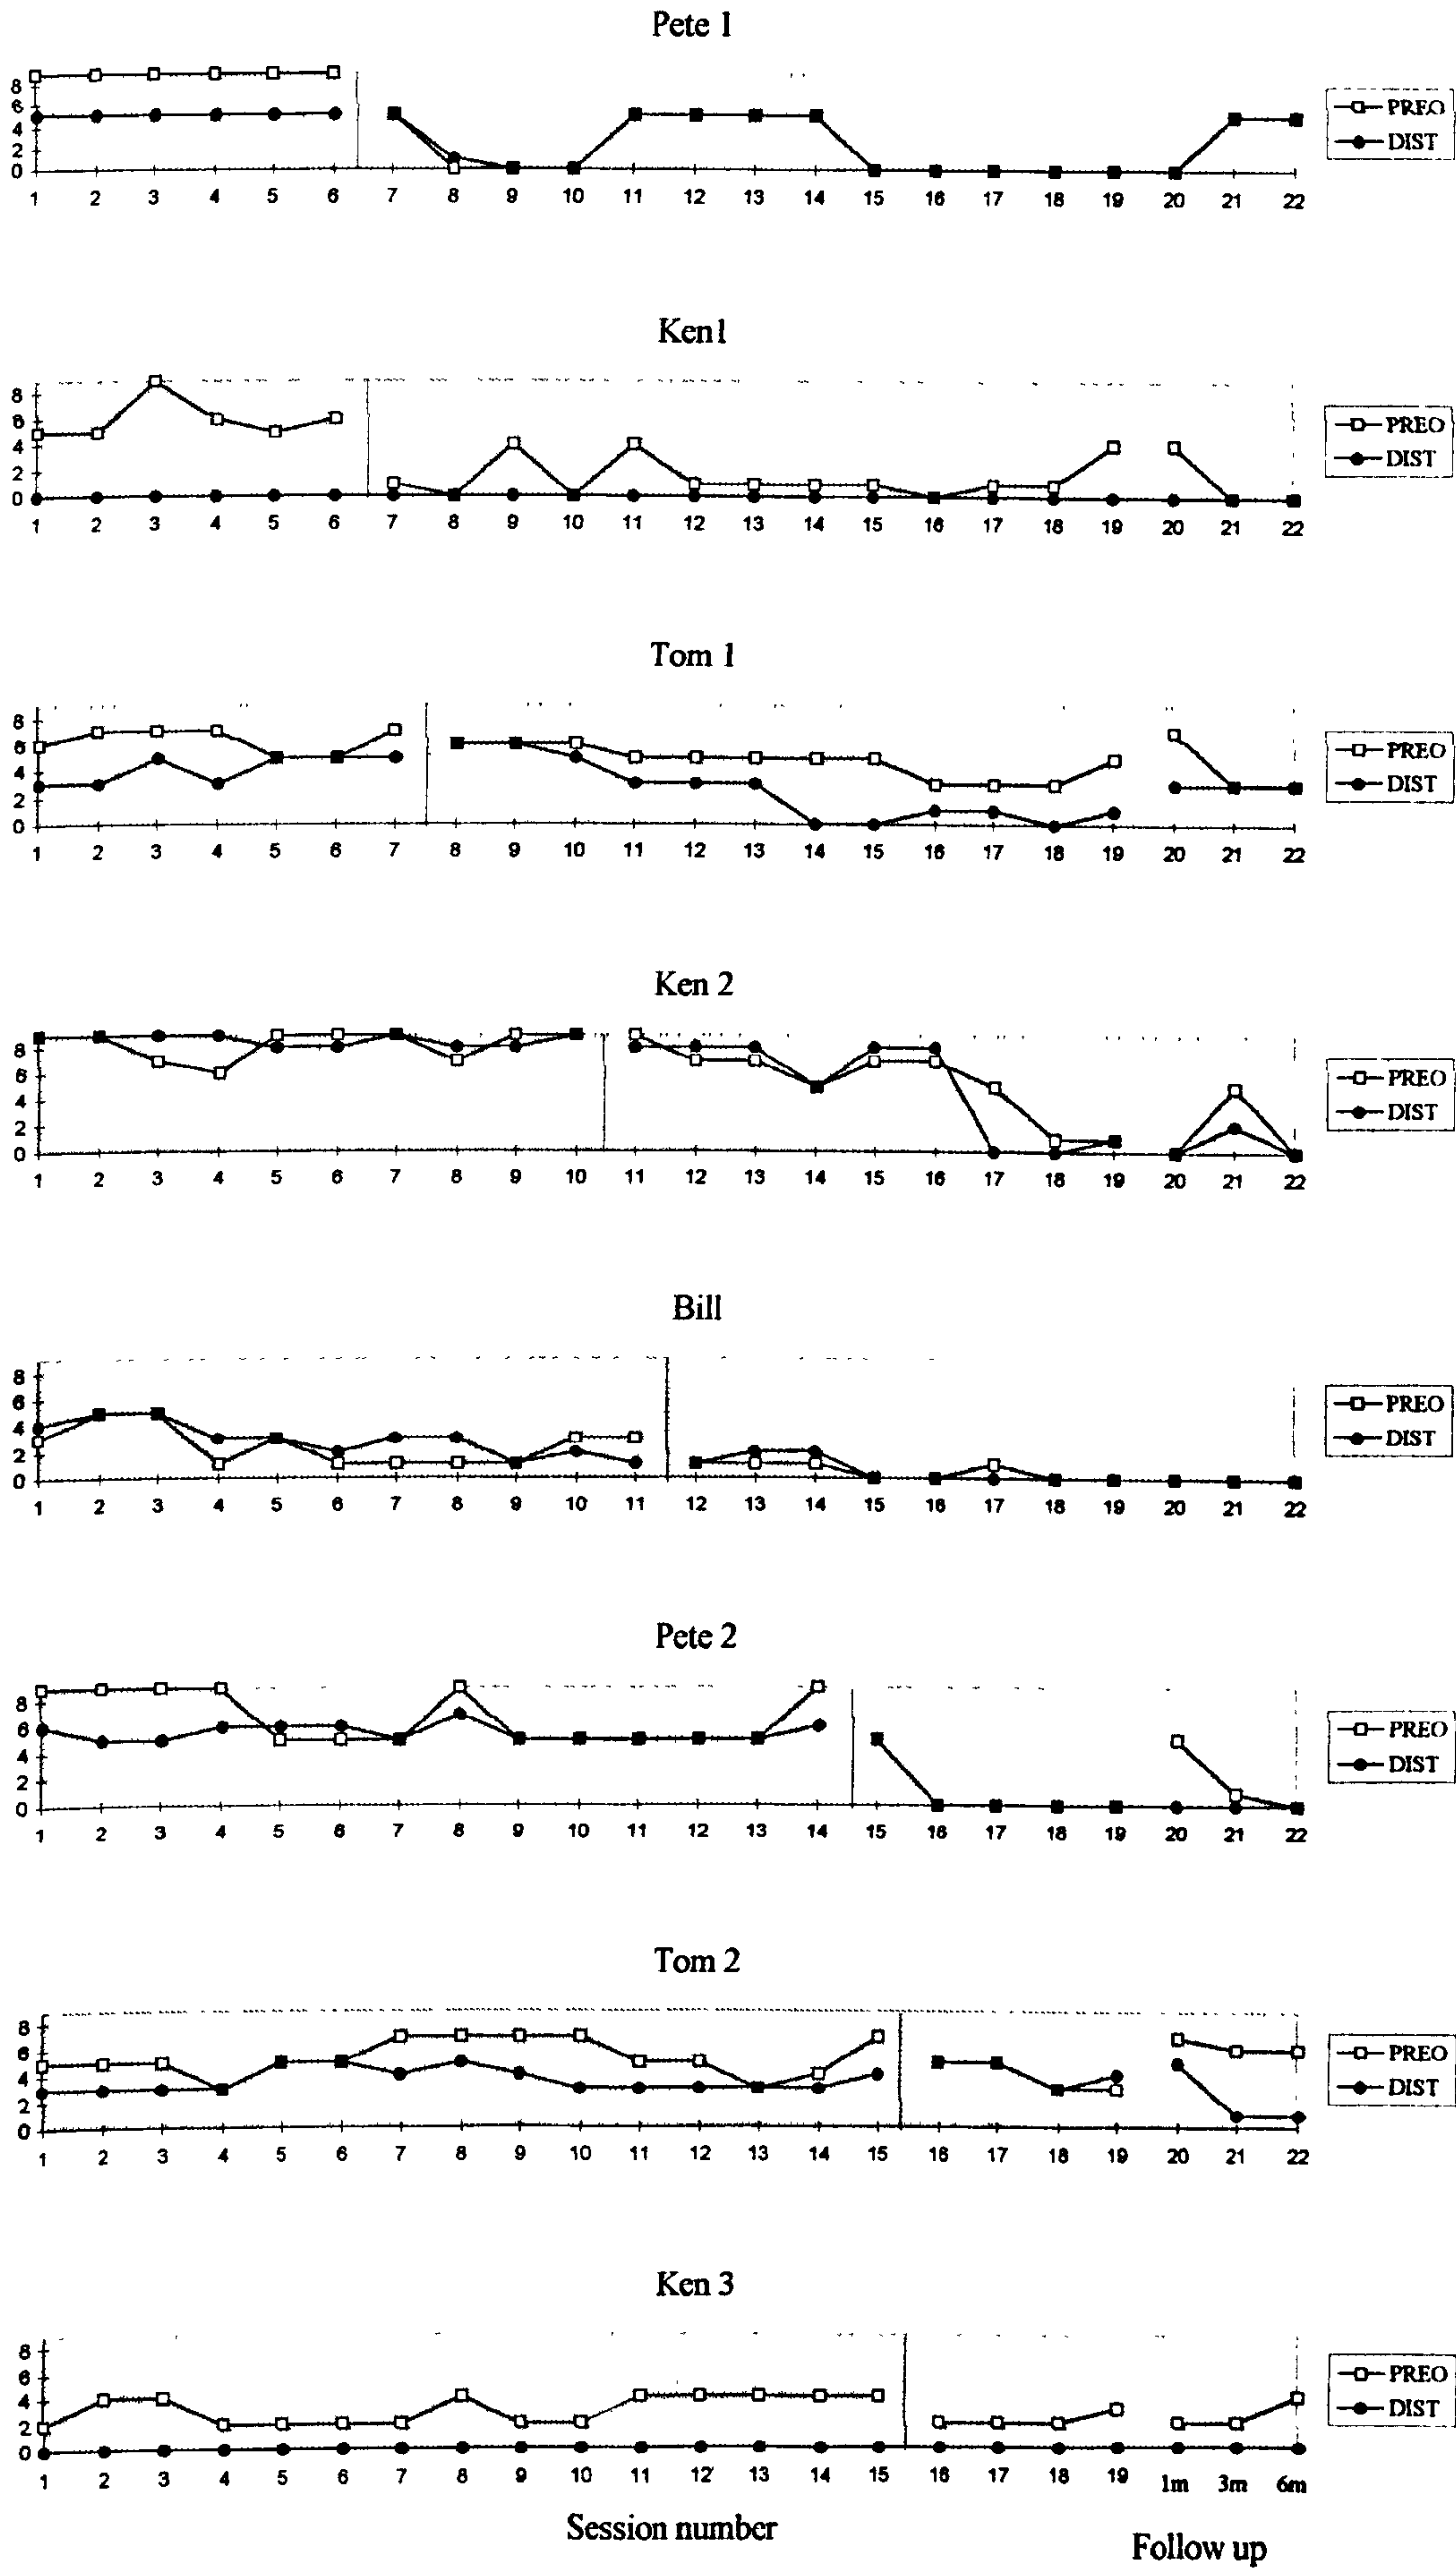 Pete 1
8
6
4
2
0
1 2 3 4 5 6 7 8 9 10 11 12 13 14 15 16 17 18 19 20 21 22
PREO
DIST
Ken1
8
6
4
2
0
1 2 3 4 5 6 7 8 9 10 11 12 13 14 15 16 17 18 19 20 21 22
PREO
DIST
Tom 1
8
6
4
2
0
1 2 3 4 5 6 7 8 9 10 11 12 13 14 15 16 17 18 19 20 21 22
PREO
DIST
Ken 2
8
6
4
2
0
1 2 3 4 5 6 7 8 9 10 11 12 13 14 15 16 17 18 19 20 21 22
PREO
DIST
Bill
8
6
4
2
0
1 2 3 4 5 6 7 8 9 10 11 12 13 14 15 16 17 18 19 20 21 22
PREO
DIST
Pete 2
8
6
4
2
0
1 2 3 4 5 6 7 8 9 10 11 12 13 14 15 16 17 18 19 20 21 22
PREO
DIST
Tom 2
8
6
4
2
0
1 2 3 4 5 6 7 8 9 10 11 12 13 14 15 16 17 18 19 20 21 22
PREO
DIST
Ken 3
8
6
4
2
0
1 2 3 4 5 6 7 8 9 10 11 12 13 14 15 16 17 18 19 1m 3m 6m
PREO
DIST
Session number
Follow up